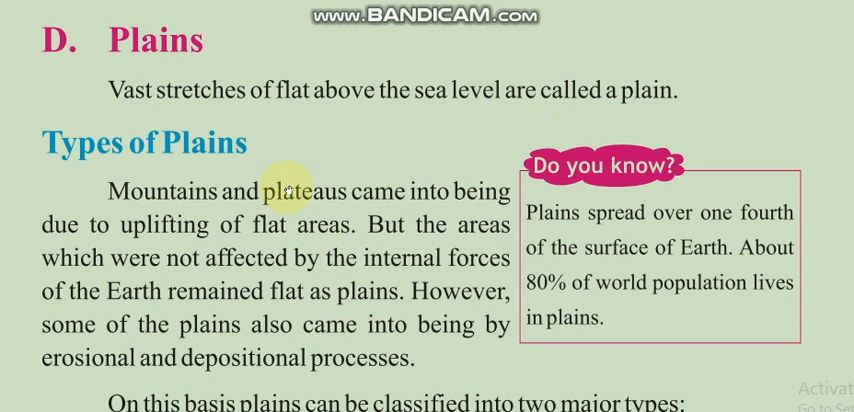 www.BANDICAM.com
D. Plains
Vast stretches of flat above the sea level are called a plain.
Types of Plains
Mountains and plateaus came into being
due to uplifting of flat areas. But the areas
which were not affected by the internal forces
of the Earth remained flat as plains. However,
some of the plains also came into being by
erosional and depositional processes.
Do you know?
Plains spread over one fourth
of the surface of Earth. About
80% of world population lives
in plains.
On this basis plains can be classified into two major types:
Activat
Go to Set